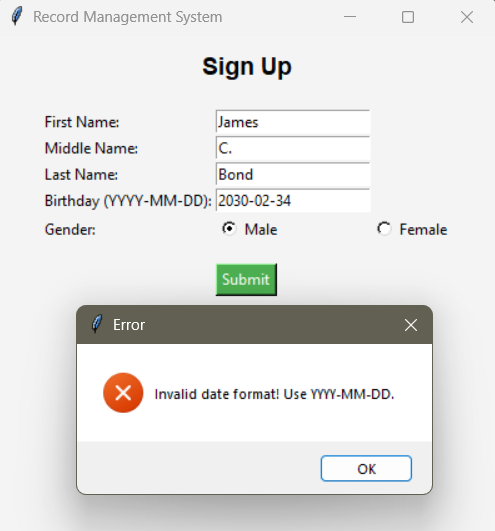 Record Management System
Sign Up
First Name: James
Middle Name: C.
Last Name: Bond
Birthday (YYYY-MM-DD): 2030-02-34
Gender: Male Female
Submit
Error
Invalid date format! Use YYYY-MM-DD.
OK